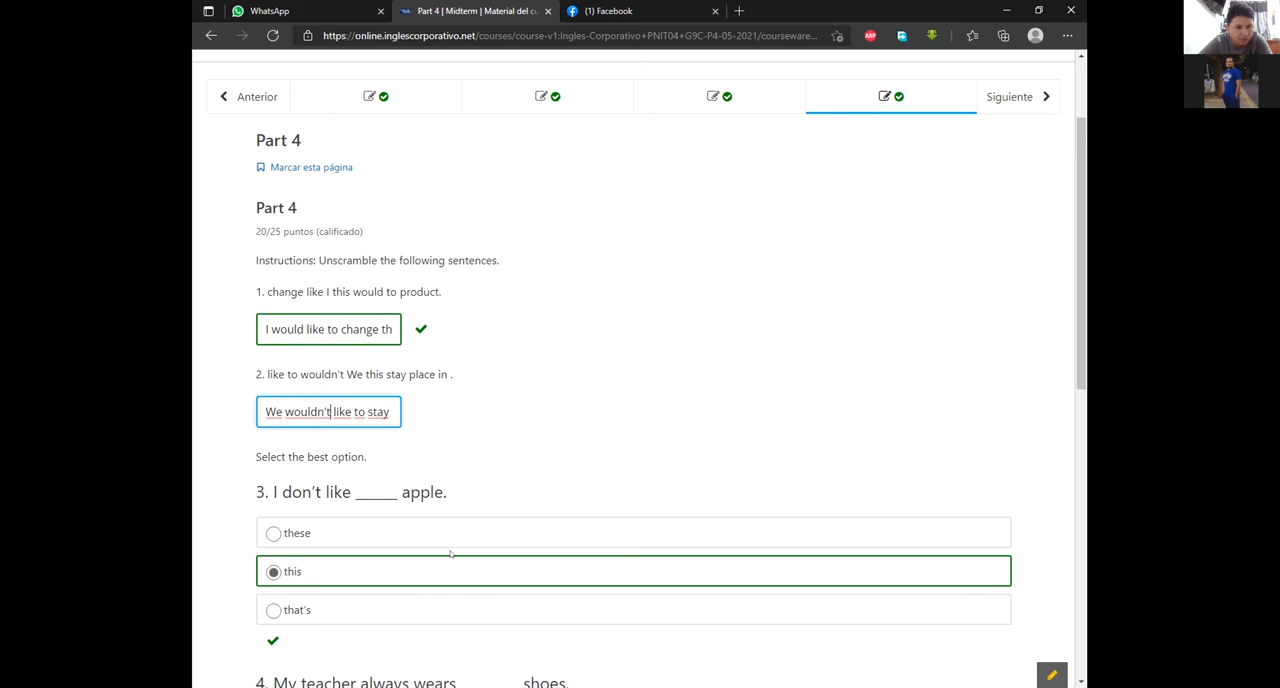 WhatsApp
Part 4 | Midterm | Material del cu
(1) Facebook
https://online.inglescorporativo.net/courses/course-v1:Ingles-Corporativo+PNIT04+G9C-P4-05-2021/courseware...
ABP
Anterior
Siguiente
Part 4
Marcar esta página
Part 4
20/25 puntos (calificado)
Instructions: Unscramble the following sentences.
1. change like I this would to product.
I would like to change th
2. like to wouldn't We this stay place in .
We wouldn't like to stay
Select the best option.
3. I don't like ______ apple.
these
this
that's
4. My teacher always wears ______ shoes.